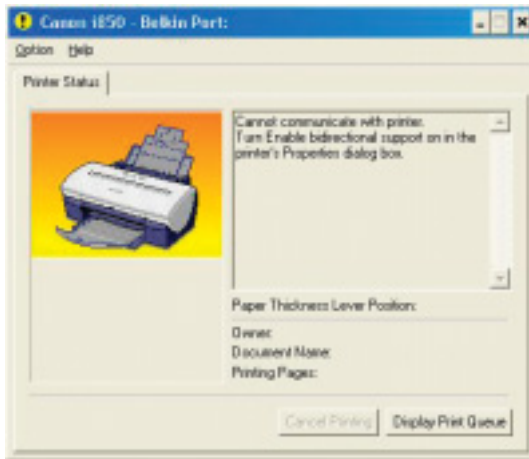 Canon i850 - Belkin Port:
Option Help
Printer Status
Cannot communicate with printer.
Turn Enable bidirectional support on in the
printer's Properties dialog box.
Paper Thickness Lever Position:
Owner:
Document Name:
Printing Pages:
Cancel Printing Display Print Queue